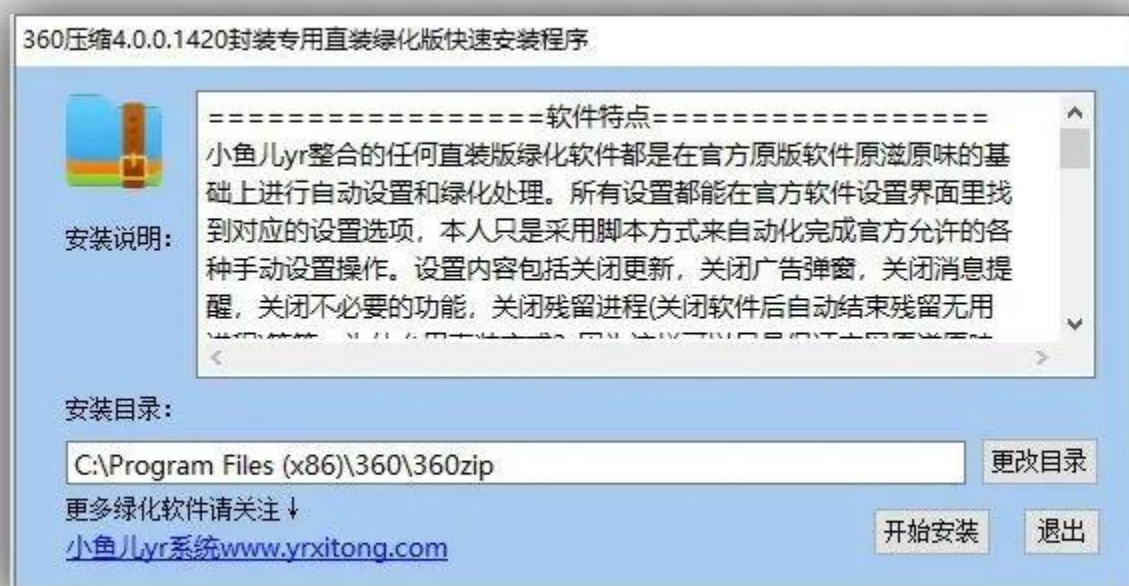 360压缩4.0.0.1420封装专用直装绿化版快速安装程序
=================软件特点=================
小鱼儿yr整合的任何直装版绿化软件都是在官方原版软件原滋原味的基
础上进行自动设置和绿化处理。所有设置都能在官方软件设置界面里找
到对应的设置选项，本人只是采用脚本方式来自动化完成官方允许的各
种手动设置操作。设置内容包括关闭更新，关闭广告弹窗，关闭消息提
醒，关闭不必要的功能，关闭残留进程(关闭软件后自动结束残留无用
安装说明：
安装目录：
C:\Program Files (x86)\360\360zip
更改目录
更多绿化软件请关注↓
小鱼儿yr系统www.yrxitong.com
开始安装
退出